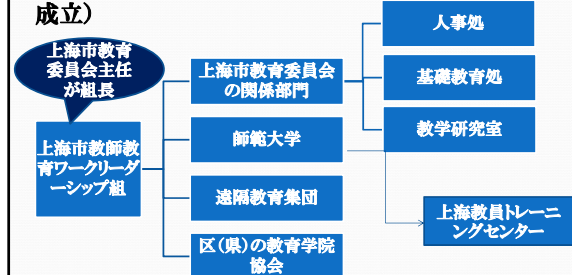 成立）
上海市教育
委員会主任
が組長
上海市教師教
育ワークリーダ
ーシップ組
上海市教育委員会
の関係部門
師範大学
遠隔教育集団
区（県）の教育学院
協会
人事処
基礎教育処
教学研究室
上海教員トレーニ
ングセンター